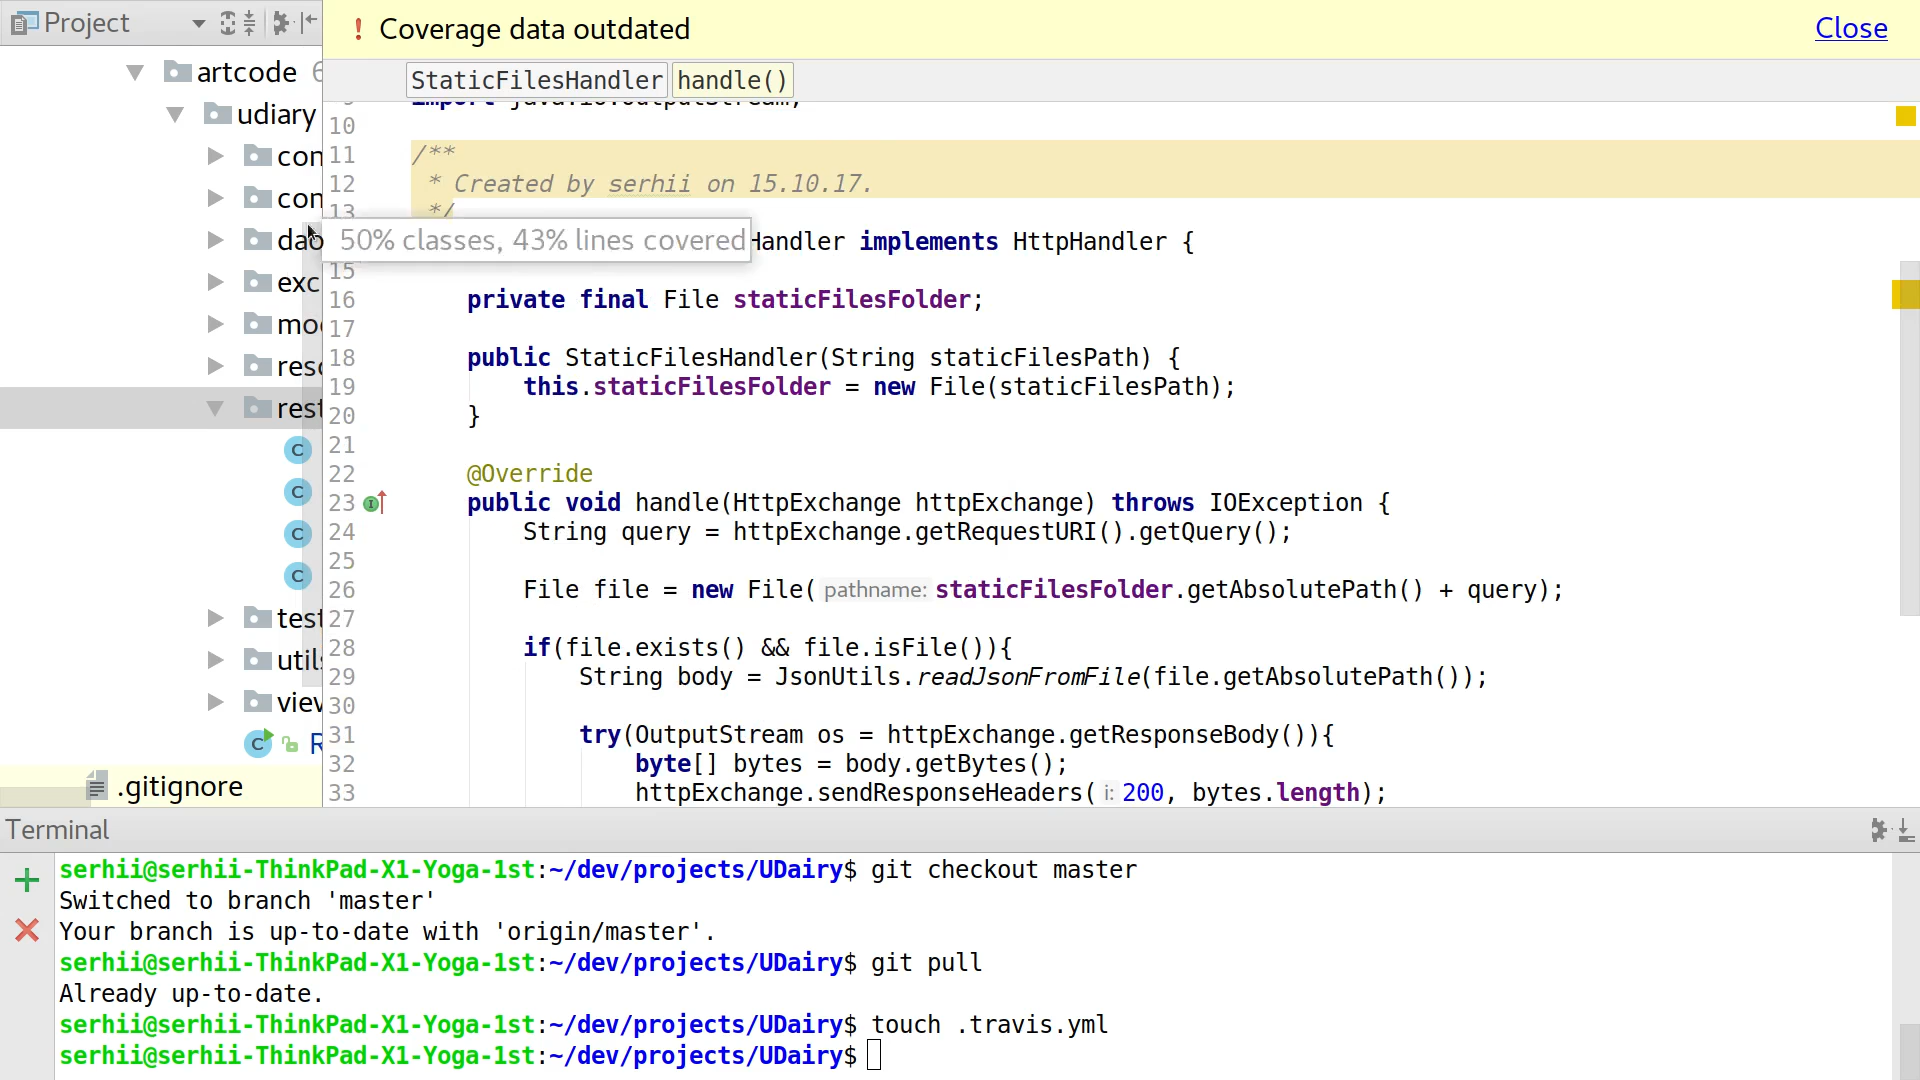 Project
Coverage data outdated
Close
artcode
StaticFilesHandler handle()
udiary
10
con
11 /**
12 * Created by serhii on 15.10.17.
con
13 */
dao 50% classes, 43% lines covered Handler implements HttpHandler {
15
exc
16 private final File staticFilesFolder;
17
18 public StaticFilesHandler(String staticFilesPath) {
19 this.staticFilesFolder = new File(staticFilesPath);
rest
20 }
21
C
22 @Override
C
23 public void handle(HttpExchange httpExchange) throws IOException {
24 String query = httpExchange.getRequestURI().getQuery();
C
25
C
26 File file = new File( pathname: staticFilesFolder.getAbsolutePath() + query);
test
27
28 if(file.exists() && file.isFile()){
utils
29 String body = JsonUtils.readJsonFromFile(file.getAbsolutePath());
30
view
31 try(OutputStream os = httpExchange.getResponseBody()){
C R
32 byte[] bytes = body.getBytes();
.gitignore
33 httpExchange.sendResponseHeaders( i: 200, bytes.length);
Terminal
serhii@serhii-ThinkPad-X1-Yoga-1st:~/dev/projects/UDairy$ git checkout master
Switched to branch 'master'
Your branch is up-to-date with 'origin/master'.
serhii@serhii-ThinkPad-X1-Yoga-1st:~/dev/projects/UDairy$ git pull
Already up-to-date.
serhii@serhii-ThinkPad-X1-Yoga-1st:~/dev/projects/UDairy$ touch .travis.yml
serhii@serhii-ThinkPad-X1-Yoga-1st:~/dev/projects/UDairy$